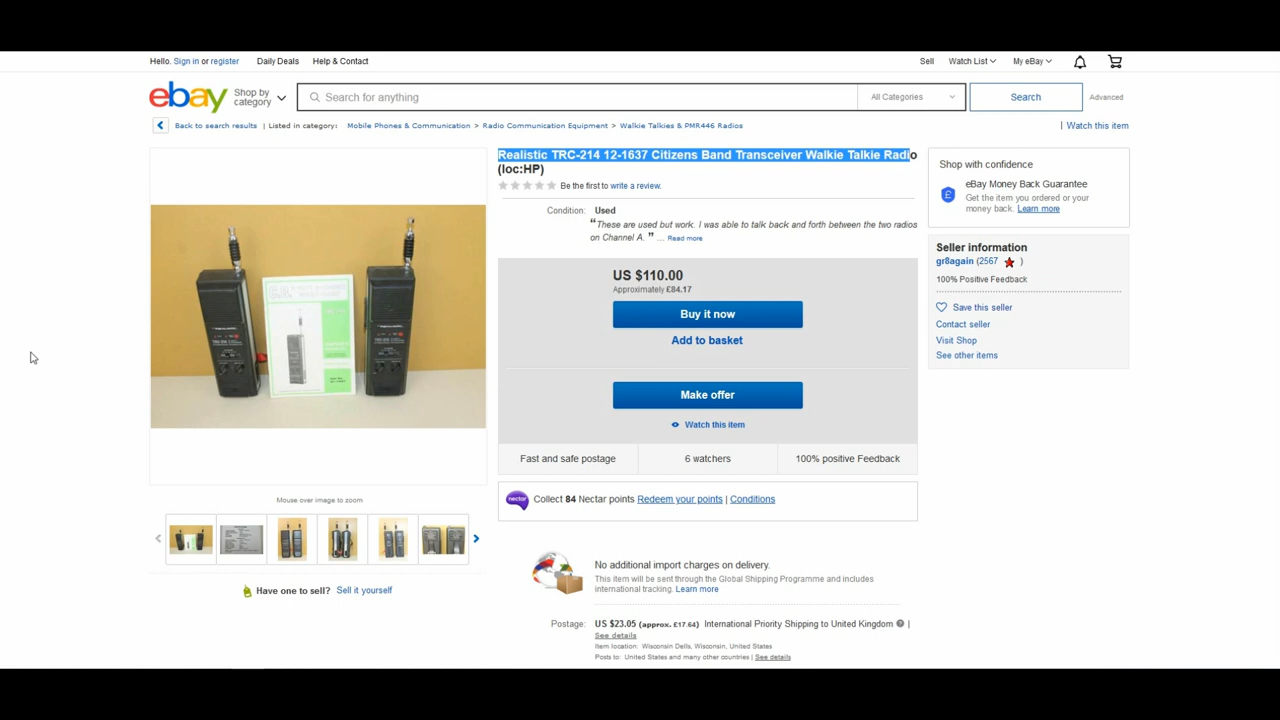 Hello. Sign in or register Daily Deals Help & Contact Sell Watch List My eBay
ebay Shop by category Search for anything All Categories Search Advanced
Back to search results | Listed in category: Mobile Phones & Communication > Radio Communication Equipment > Walkie Talkies & PMR446 Radios | Watch this item
Realistic TRC-214 12-1637 Citizens Band Transceiver Walkie Talkie Radio
(loc:HP)
Be the first to write a review.
Condition: Used
“These are used but work. I was able to talk back and forth between the two radios
on Channel A. ” ... Read more
US $110.00
Approximately £84.17
Buy it now
Add to basket
Make offer
Watch this item
Fast and safe postage 6 watchers 100% positive Feedback
nectar Collect 84 Nectar points Redeem your points | Conditions
No additional import charges on delivery.
This item will be sent through the Global Shipping Programme and includes
international tracking. Learn more
Postage: US $23.05 (approx. £17.64) International Priority Shipping to United Kingdom |
See details
Item location: Wisconsin Dells, Wisconsin, United States
Posts to: United States and many other countries | See details
Shop with confidence
eBay Money Back Guarantee
Get the item you ordered or your
money back. Learn more
Seller information
gr8again (2567 )
100% Positive Feedback
Save this seller
Contact seller
Visit Shop
See other items
Mouse over image to zoom
Have one to sell? Sell it yourself